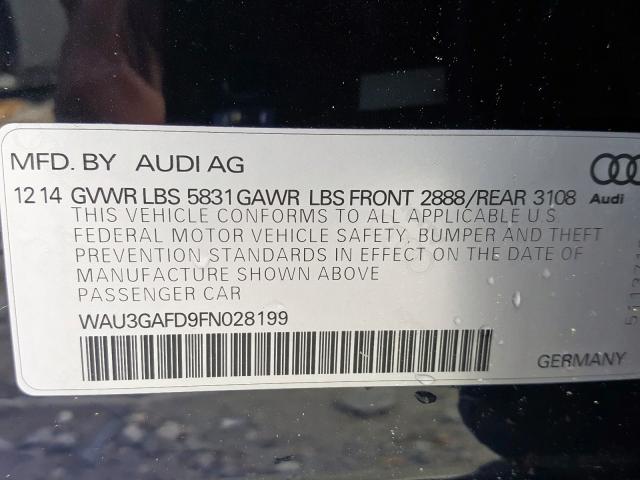 MFD. BY AUDI AG
12 14 GVWR LBS 5831 GAWR LBS FRONT 2888/REAR 3108
Audi
THIS VEHICLE CONFORMS TO ALL APPLICABLE U.S
FEDERAL MOTOR VEHICLE SAFETY, BUMPER AND THEFT
PREVENTION STANDARDS IN EFFECT ON THE DATE OF
MANUFACTURE SHOWN ABOVE
PASSENGER CAR
WAU3GAFD9FN028199
GERMANY